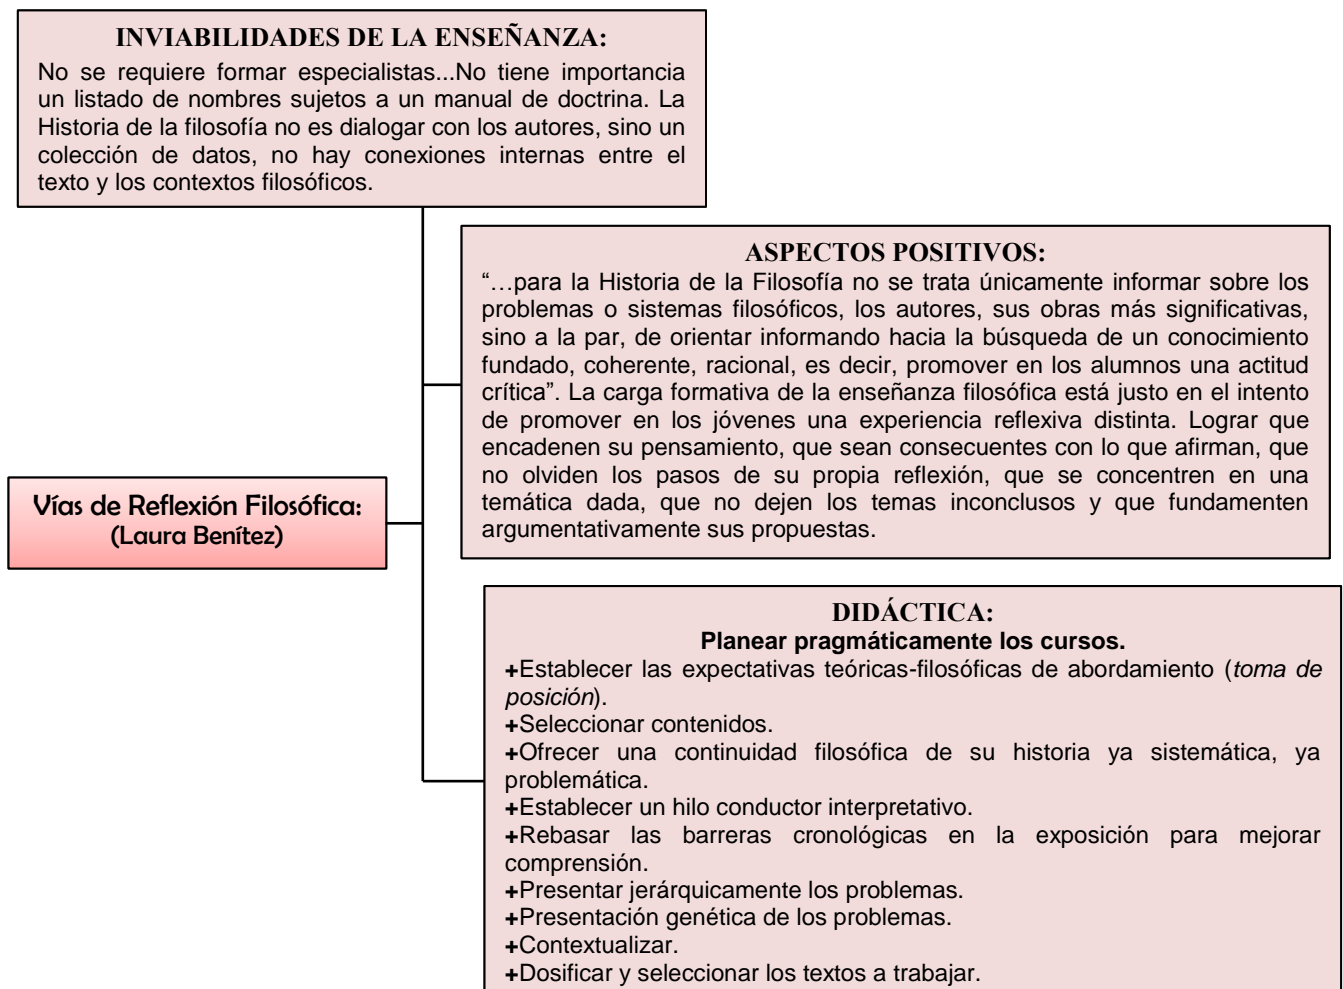 INVIABILIDADES DE LA ENSEÑANZA:
No se requiere formar especialistas...No tiene importancia
un listado de nombres sujetos a un manual de doctrina. La
Historia de la filosofía no es dialogar con los autores, sino un
colección de datos, no hay conexiones internas entre el
texto y los contextos filosóficos.
ASPECTOS POSITIVOS:
“…para la Historia de la Filosofía no se trata únicamente informar sobre los
problemas o sistemas filosóficos, los autores, sus obras más significativas,
sino a la par, de orientar informando hacia la búsqueda de un conocimiento
fundado, coherente, racional, es decir, promover en los alumnos una actitud
crítica”. La carga formativa de la enseñanza filosófica está justo en el intento
de promover en los jóvenes una experiencia reflexiva distinta. Lograr que
encadenen su pensamiento, que sean consecuentes con lo que afirman, que
no olviden los pasos de su propia reflexión, que se concentren en una
temática dada, que no dejen los temas inconclusos y que fundamenten
argumentativamente sus propuestas.
Vías de Reflexión Filosófica:
(Laura Benítez)
DIDÁCTICA:
Planear pragmáticamente los cursos.
+Establecer las expectativas teóricas-filosóficas de abordamiento (toma de
posición).
+Seleccionar contenidos.
+Ofrecer una continuidad filosófica de su historia ya sistemática, ya
problemática.
+Establecer un hilo conductor interpretativo.
+Rebasar las barreras cronológicas en la exposición para mejorar
comprensión.
+Presentar jerárquicamente los problemas.
+Presentación genética de los problemas.
+Contextualizar.
+Dosificar y seleccionar los textos a trabajar.